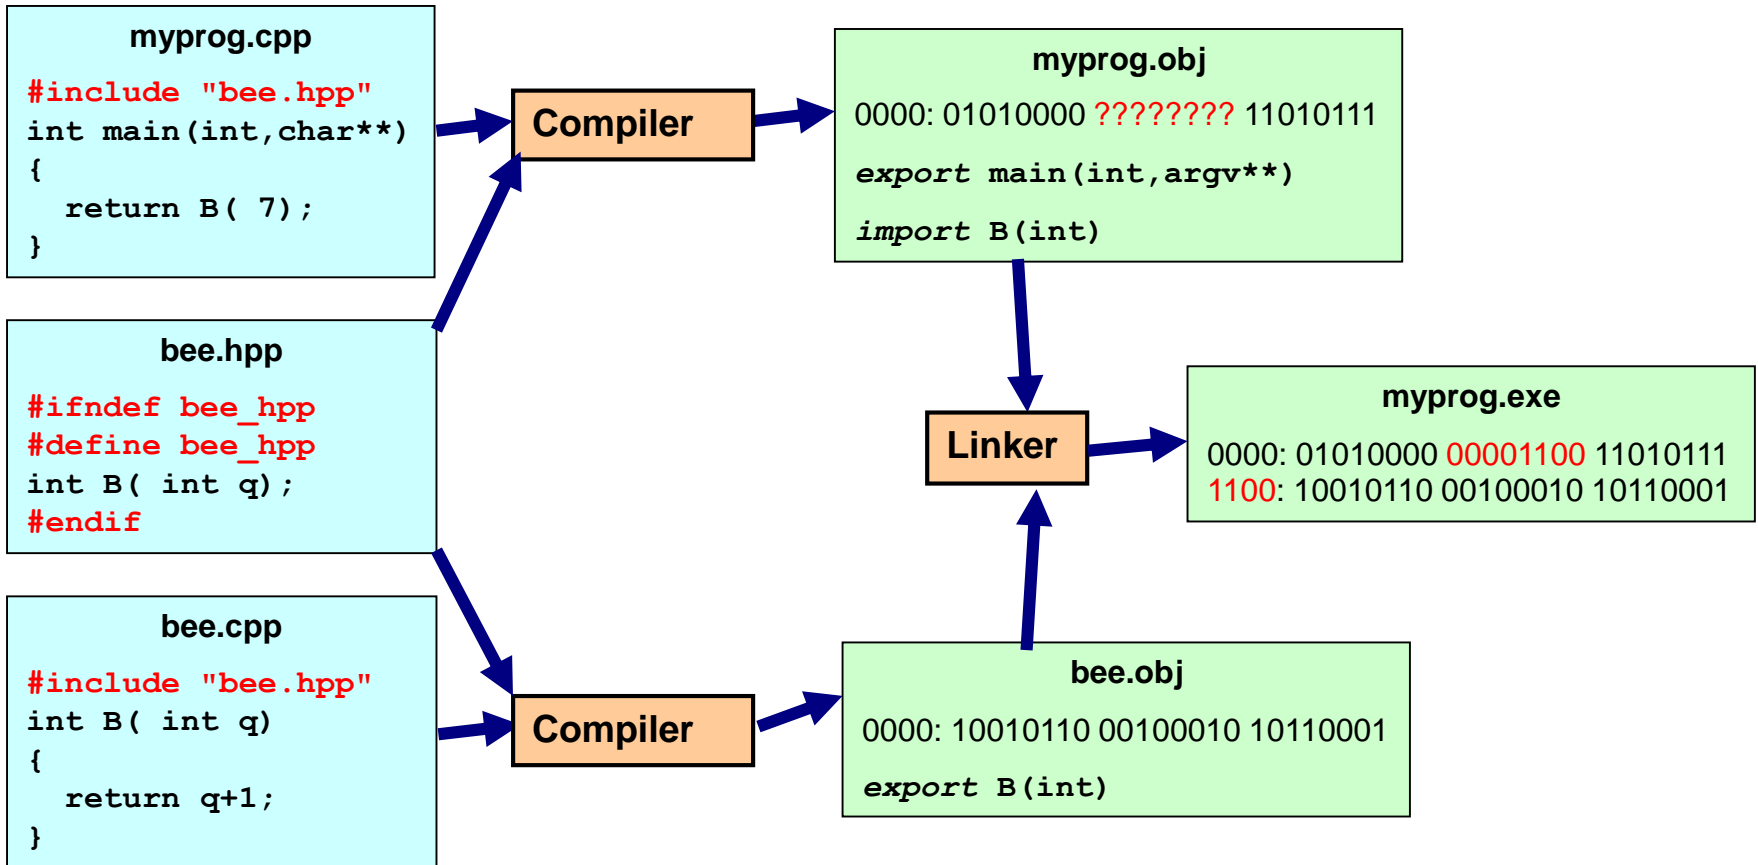 myprog.cpp
#include "bee.hpp"
int main(int,char**)
{
  return B( 7);
}
bee.hpp
#ifndef bee_hpp
#define bee_hpp
int B( int q);
#endif
bee.cpp
#include "bee.hpp"
int B( int q)
{
  return q+1;
}
Compiler
Compiler
myprog.obj
0000: 01010000 ???????? 11010111
export main(int,argv**)
import B(int)
Linker
bee.obj
0000: 10010110 00100010 10110001
export B(int)
myprog.exe
0000: 01010000 00001100 11010111
1100: 10010110 00100010 10110001